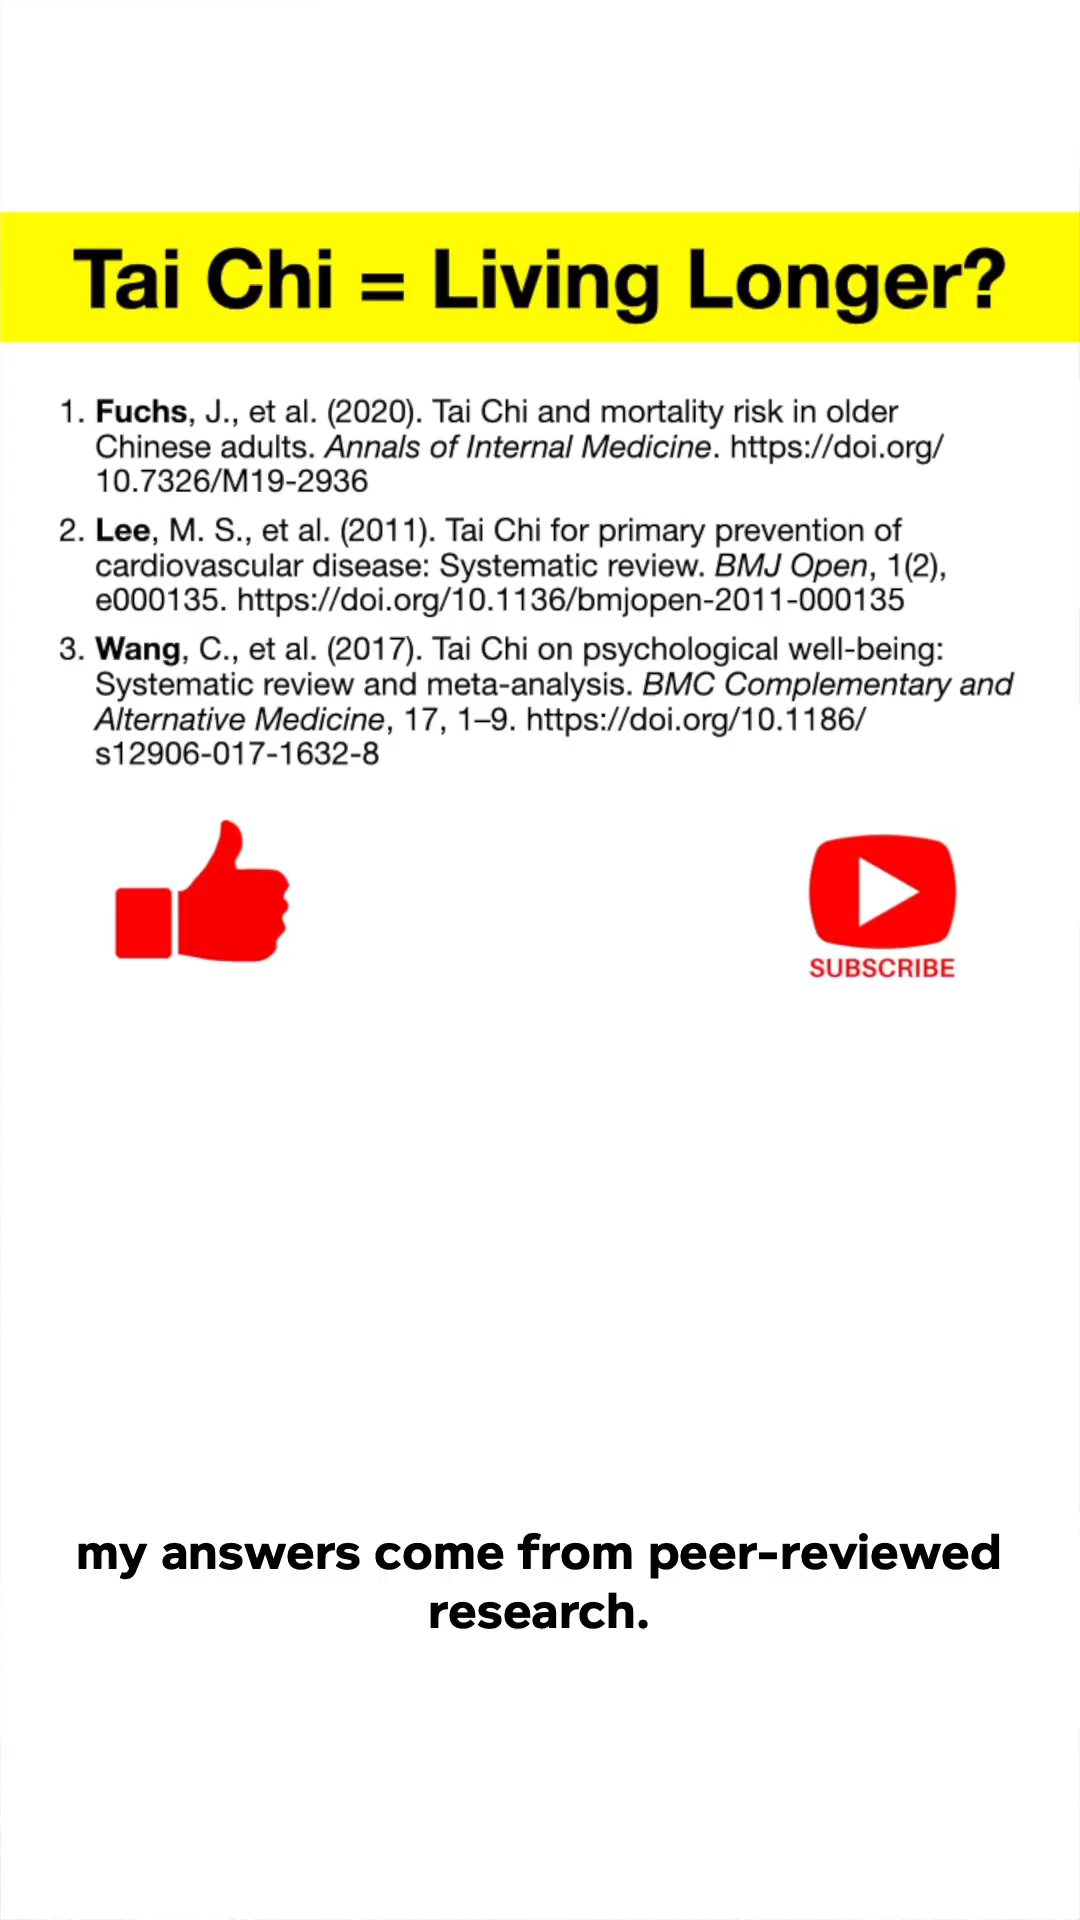 Tai Chi = Living Longer?
1. Fuchs, J., et al. (2020). Tai Chi and mortality risk in older
Chinese adults. Annals of Internal Medicine. https://doi.org/
10.7326/M19-2936
2. Lee, M. S., et al. (2011). Tai Chi for primary prevention of
cardiovascular disease: Systematic review. BMJ Open, 1(2),
e000135. https://doi.org/10.1136/bmjopen-2011-000135
3. Wang, C., et al. (2017). Tai Chi on psychological well-being:
Systematic review and meta-analysis. BMC Complementary and
Alternative Medicine, 17, 1–9. https://doi.org/10.1186/
s12906-017-1632-8
SUBSCRIBE
my answers come from peer-reviewed
research.